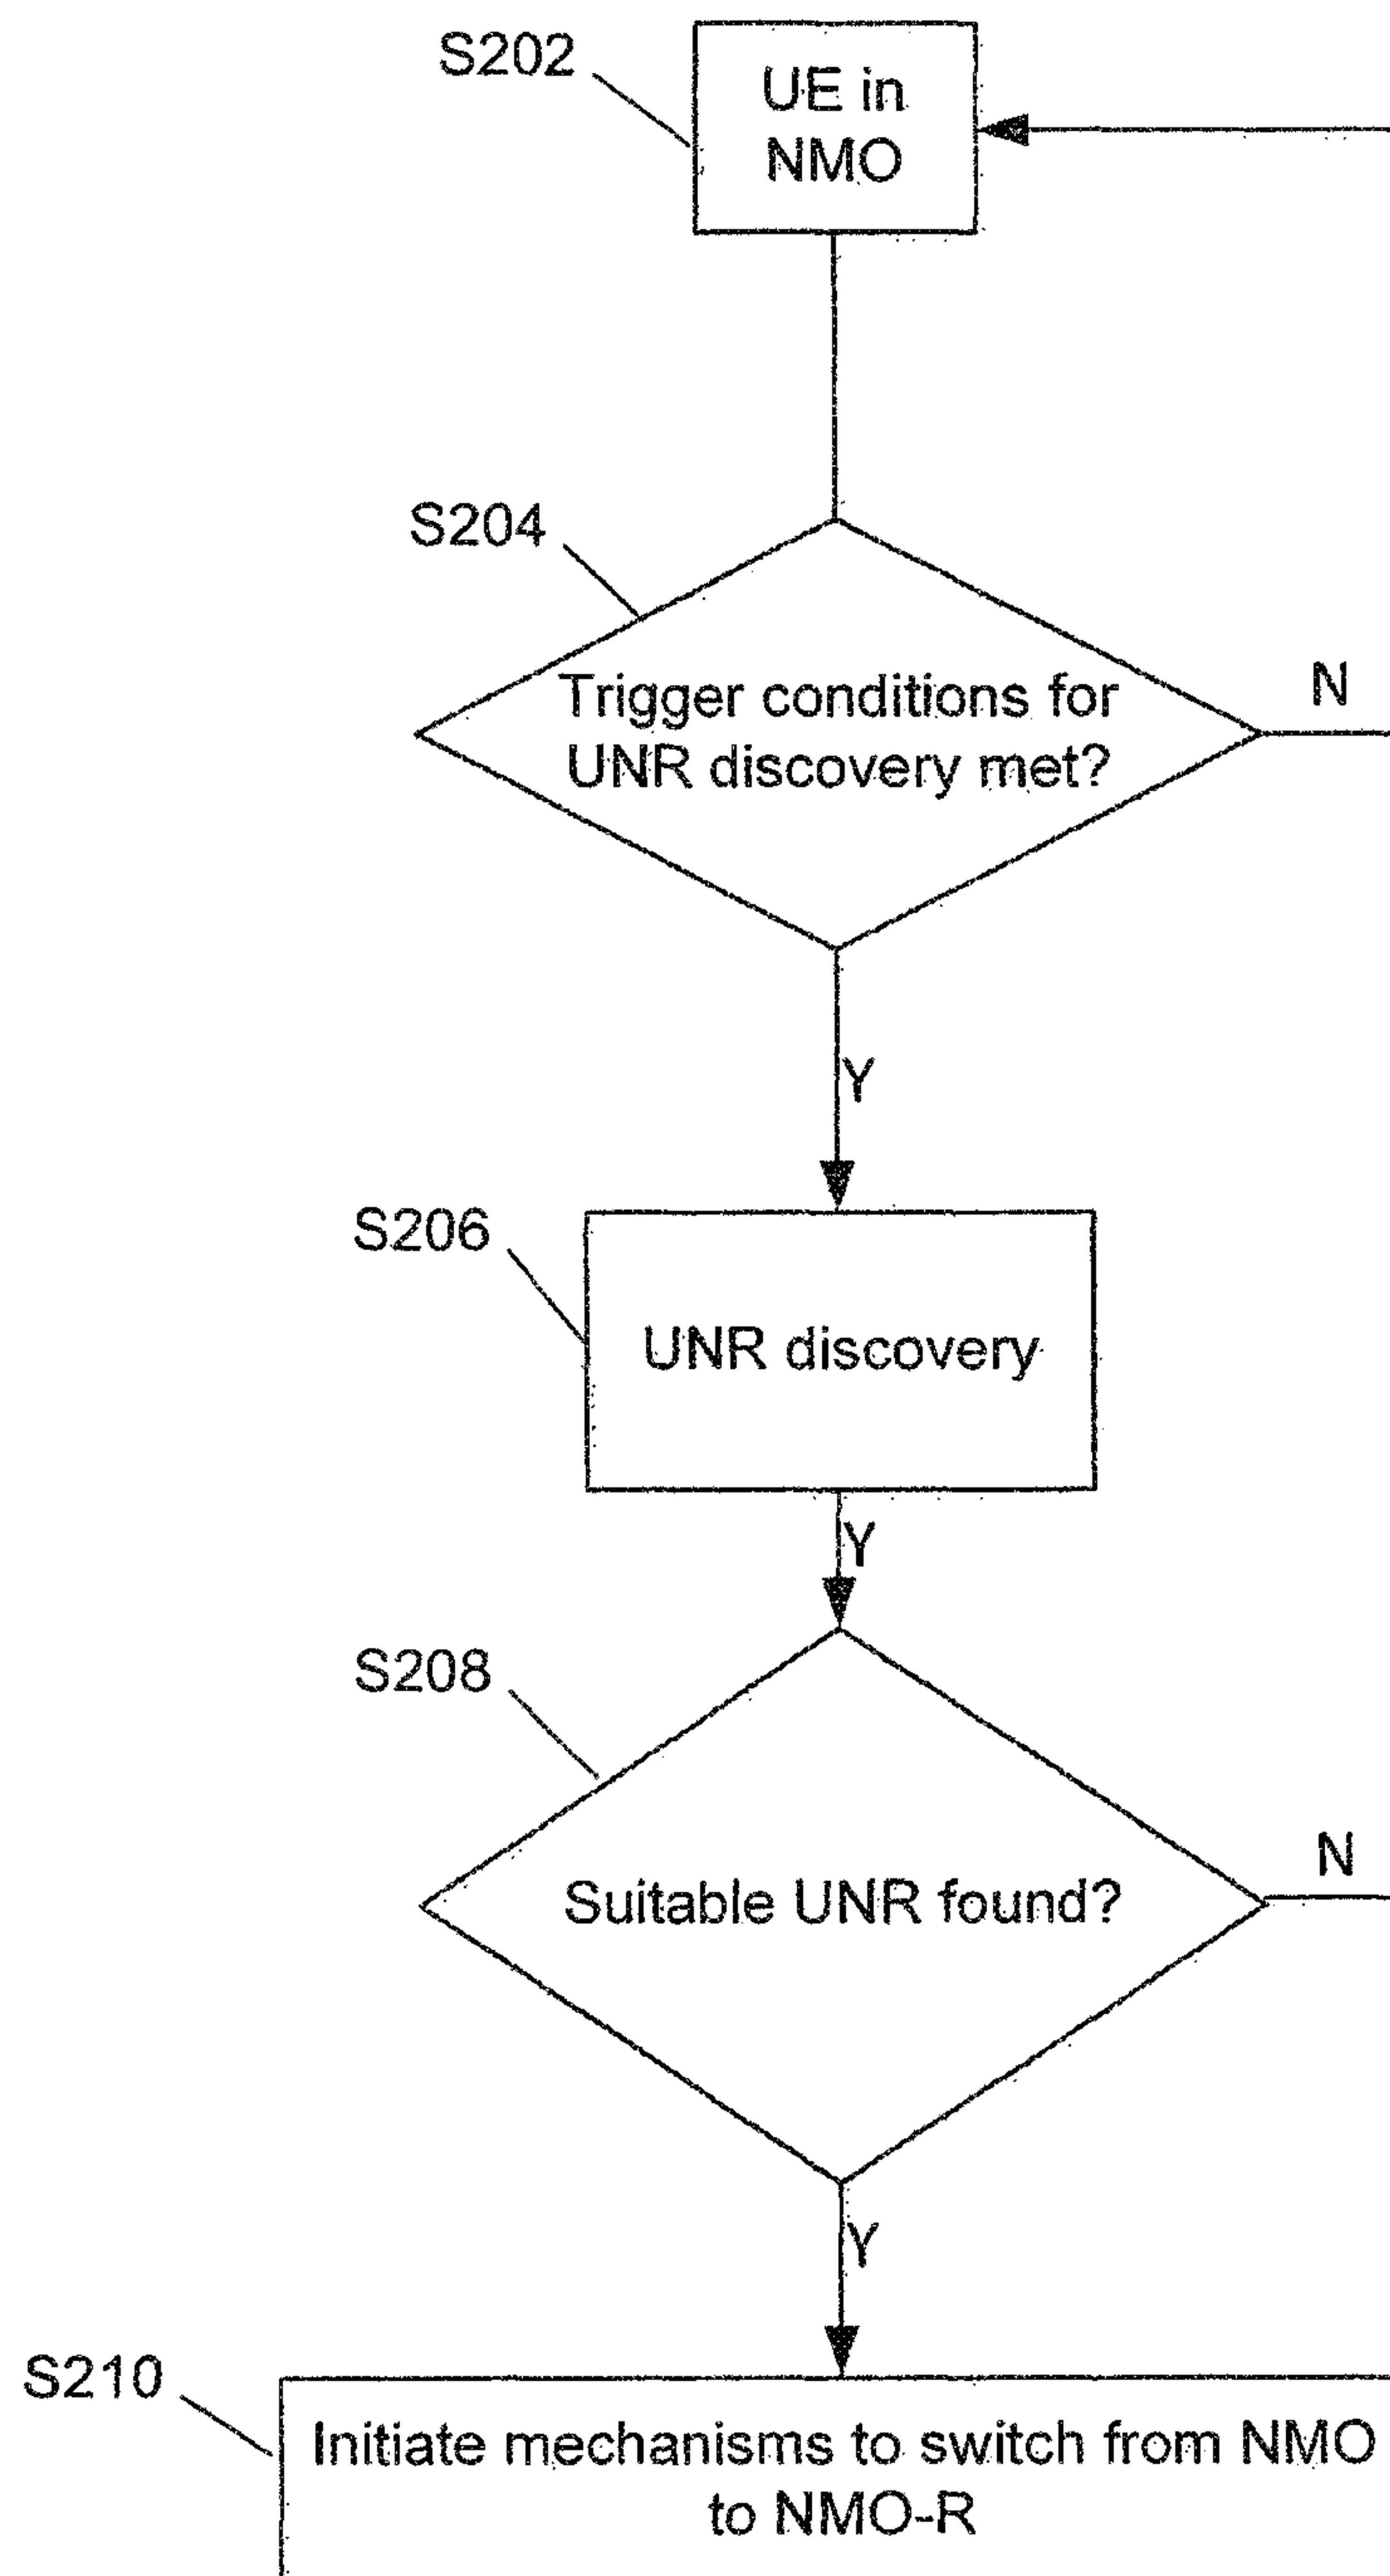 S202
UE in
NMO
S204
Trigger conditions for
UNR discovery met?
N
Y
S206
UNR discovery
Y
S208
Suitable UNR found?
N
Y
S210
Initiate mechanisms to switch from NMO
to NMO-R